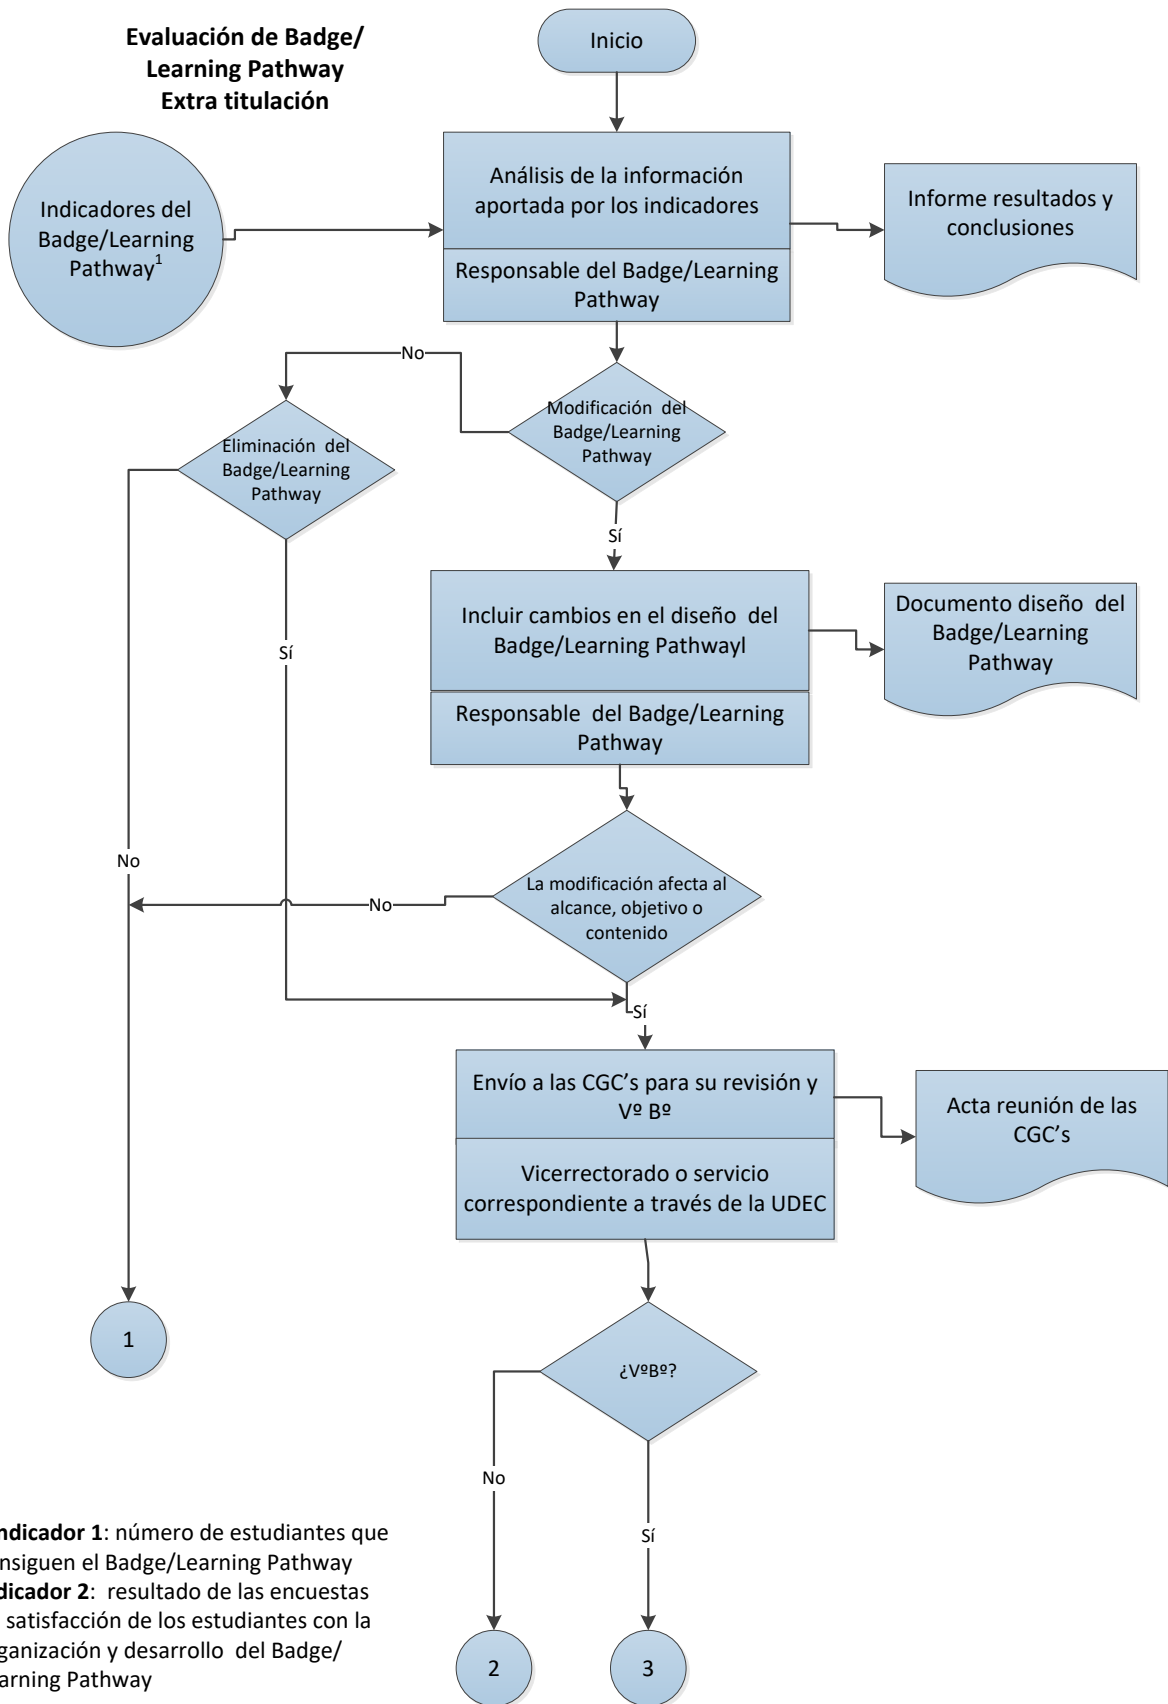 Evaluación de Badge/
Learning Pathway
Extra titulación
Inicio
Indicadores del
Badge/Learning
Pathway1
Análisis de la información
aportada por los indicadores
Responsable del Badge/Learning
Pathway
Informe resultados y
conclusiones
No
Modificación del
Badge/Learning
Pathway
Eliminación del
Badge/Learning
Pathway
Sí
Incluir cambios en el diseño del
Badge/Learning Pathwayl
Responsable del Badge/Learning
Pathway
Documento diseño del
Badge/Learning
Pathway
Sí
No
La modificación afecta al
alcance, objetivo o
contenido
No
Sí
Envío a las CGC's para su revisión y
Vº Bº
Vicerrectorado o servicio
correspondiente a través de la UDEC
Acta reunión de las
CGC's
1
¿VºBº?
No
Sí
ndicador 1: número de estudiantes que
nsiguen el Badge/Learning Pathway
dicador 2: resultado de las encuestas
satisfacción de los estudiantes con la
ganización y desarrollo del Badge/
arning Pathway
2
3